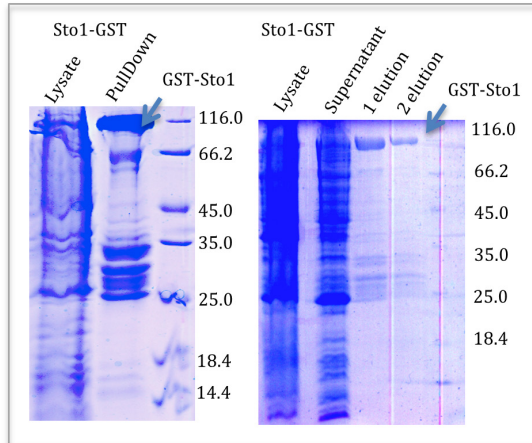 Sto1-GST
Lysate
PullDown
GST-Sto1
116.0
66.2
45.0
35.0
25.0
18.4
14.4
Sto1-GST
Lysate
Supernatant
1 elution
2 elution
GST-Sto1
116.0
66.2
45.0
35.0
25.0
18.4